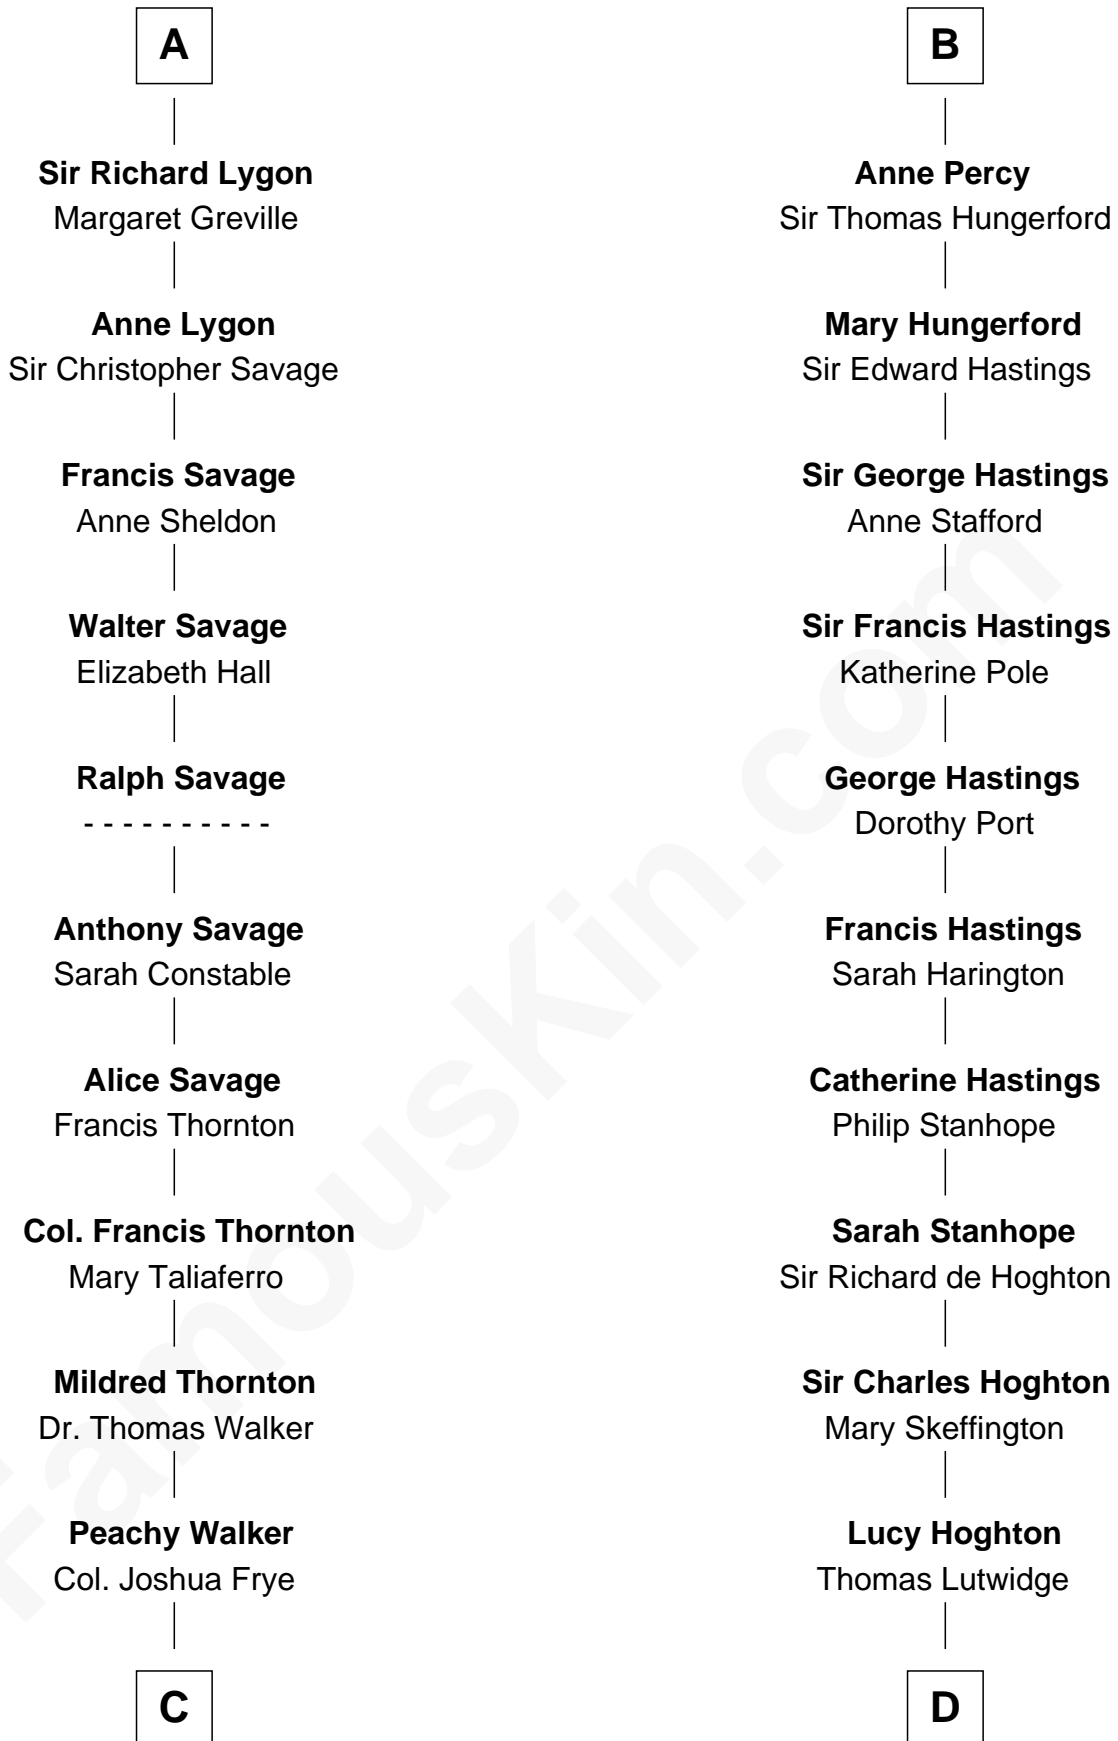 A
Sir Richard Lygon
Margaret Greville
Anne Lygon
Sir Christopher Savage
Francis Savage
Anne Sheldon
Walter Savage
Elizabeth Hall
Ralph Savage
- - - - - - - - - -
Anthony Savage
Sarah Constable
Alice Savage
Francis Thornton
Col. Francis Thornton
Mary Taliaferro
Mildred Thornton
Dr. Thomas Walker
Peachy Walker
Col. Joshua Frye
C
B
Anne Percy
Sir Thomas Hungerford
Mary Hungerford
Sir Edward Hastings
Sir George Hastings
Anne Stafford
Sir Francis Hastings
Katherine Pole
George Hastings
Dorothy Port
Francis Hastings
Sarah Harington
Catherine Hastings
Philip Stanhope
Sarah Stanhope
Sir Richard de Hoghton
Sir Charles Hoghton
Mary Skeffington
Lucy Hoghton
Thomas Lutwidge
D
FamousKin.com